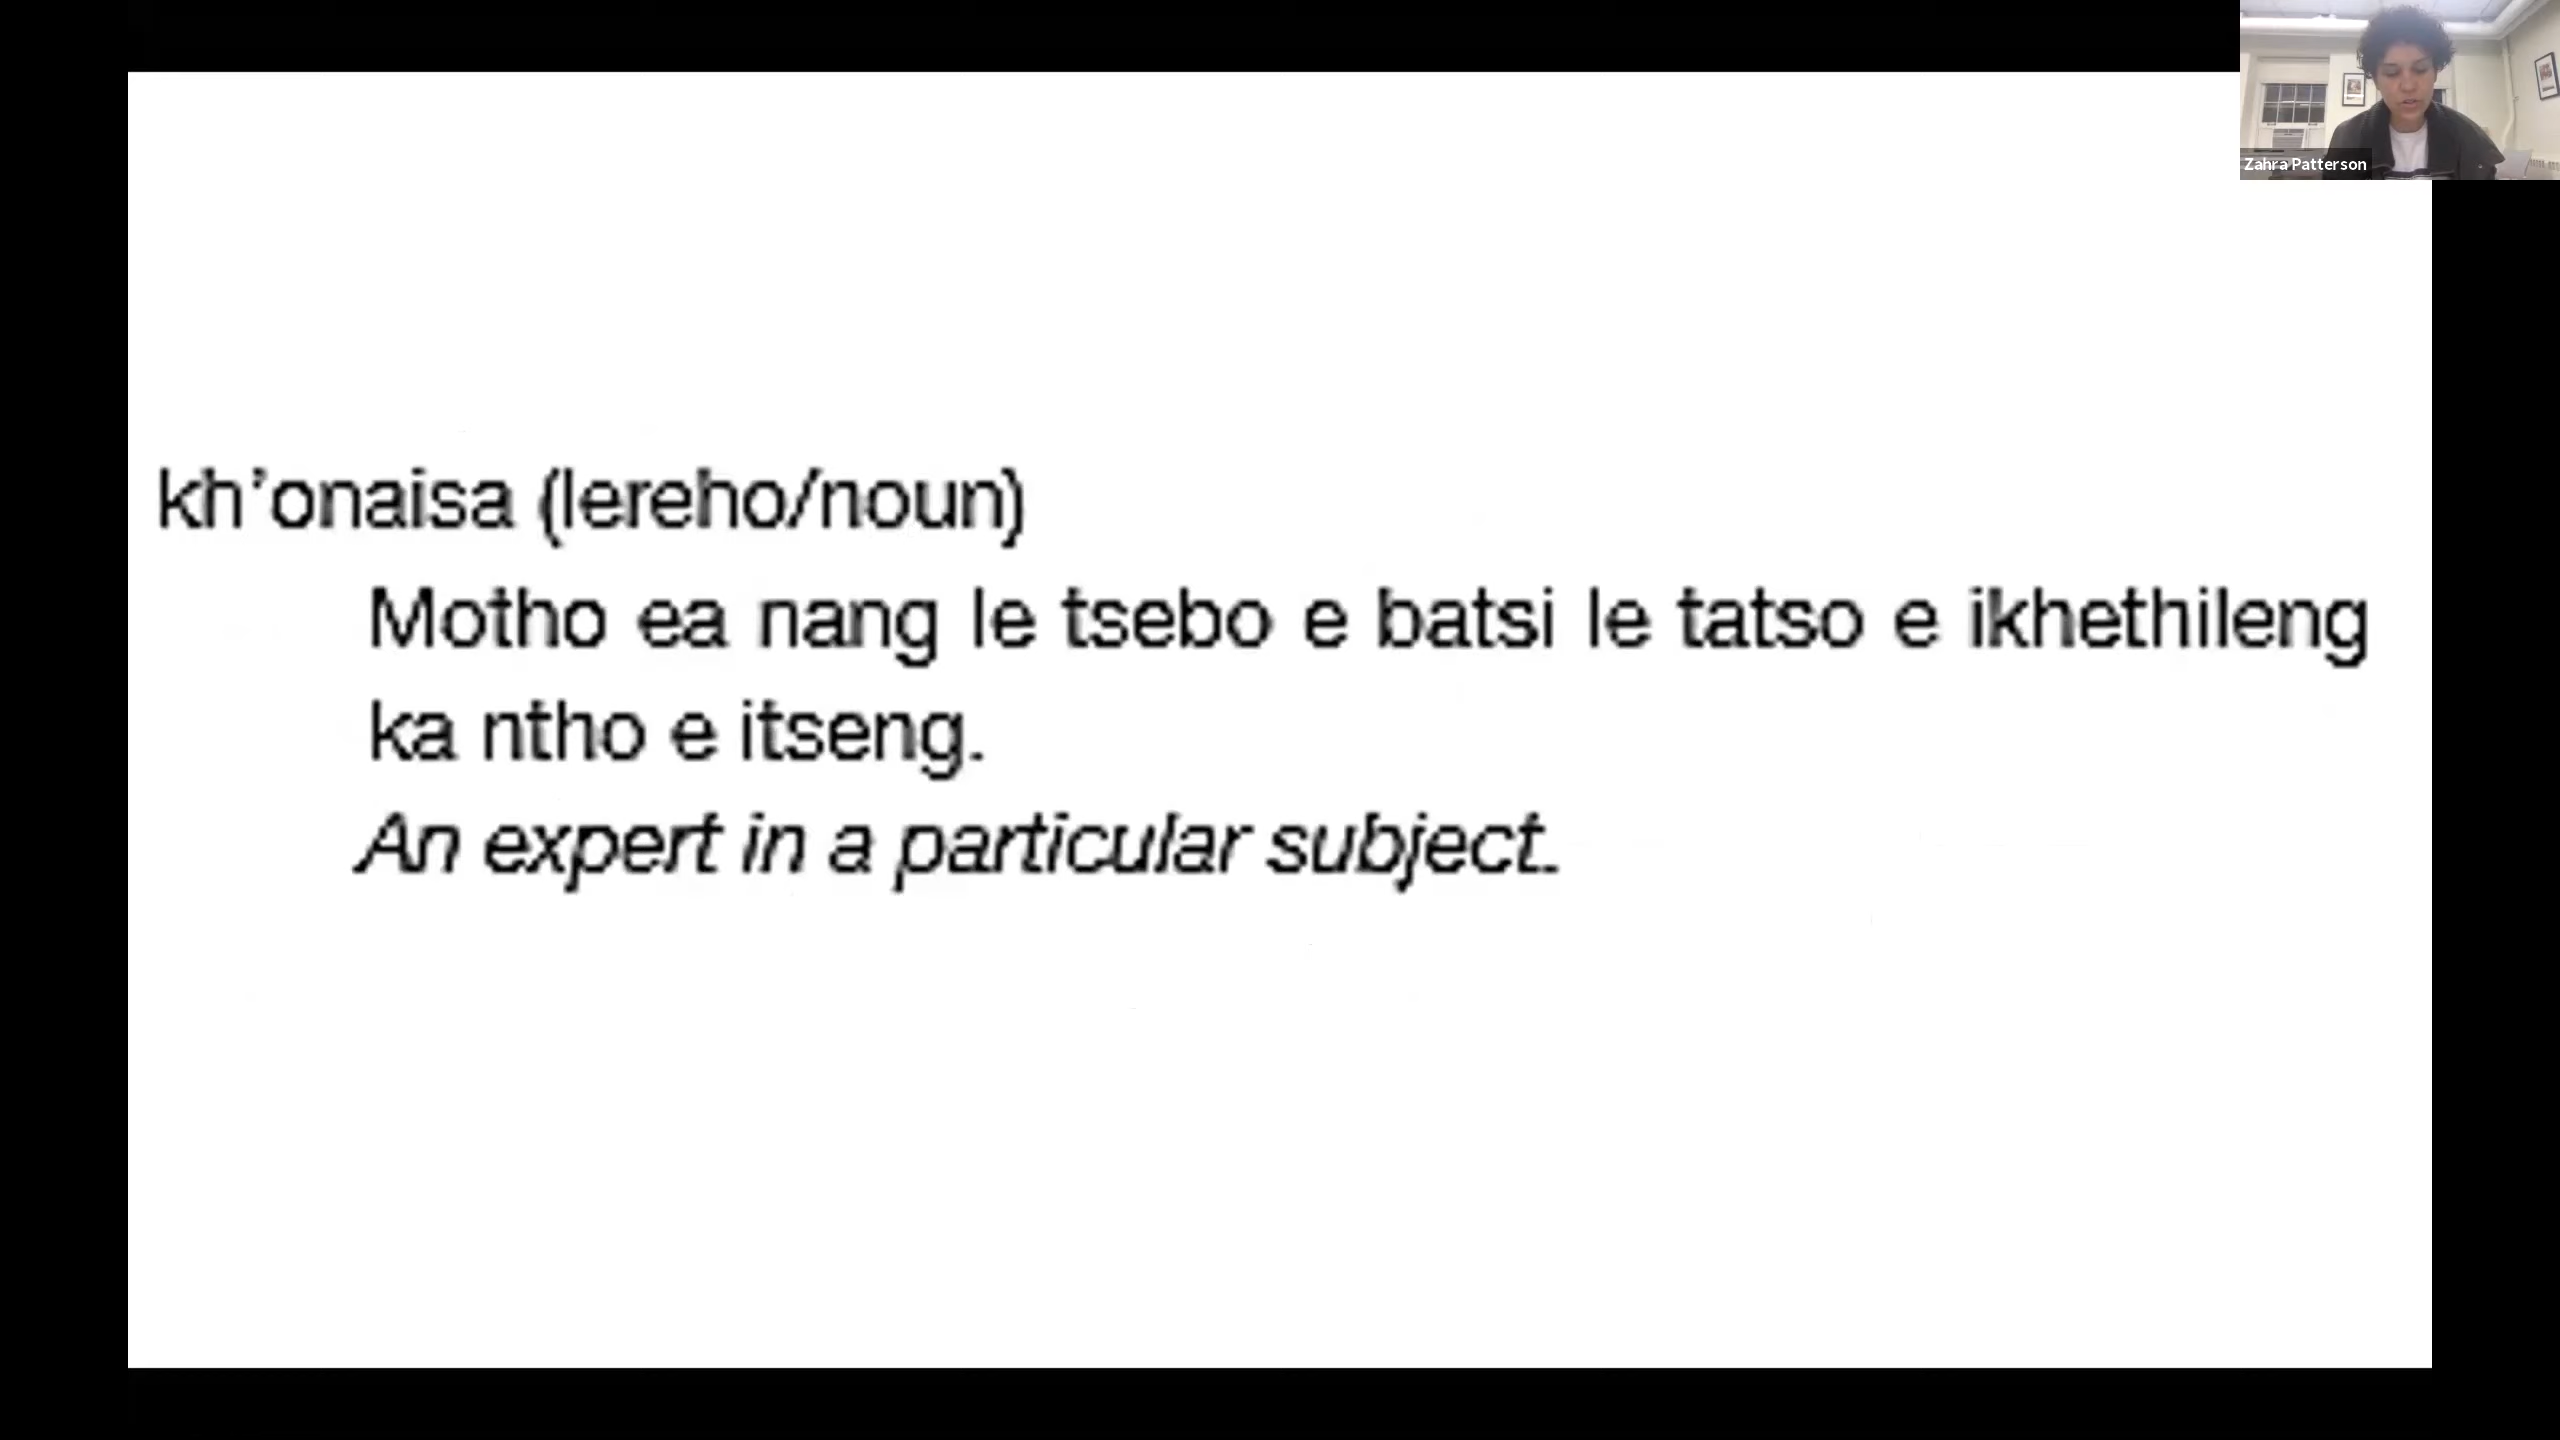 kh’onaisa (lereho/noun)
Motho ea nang le tsebo e batsi le tatso e ikhethileng
ka ntho e itseng.
An expert in a particular subject.
Zahra Patterson